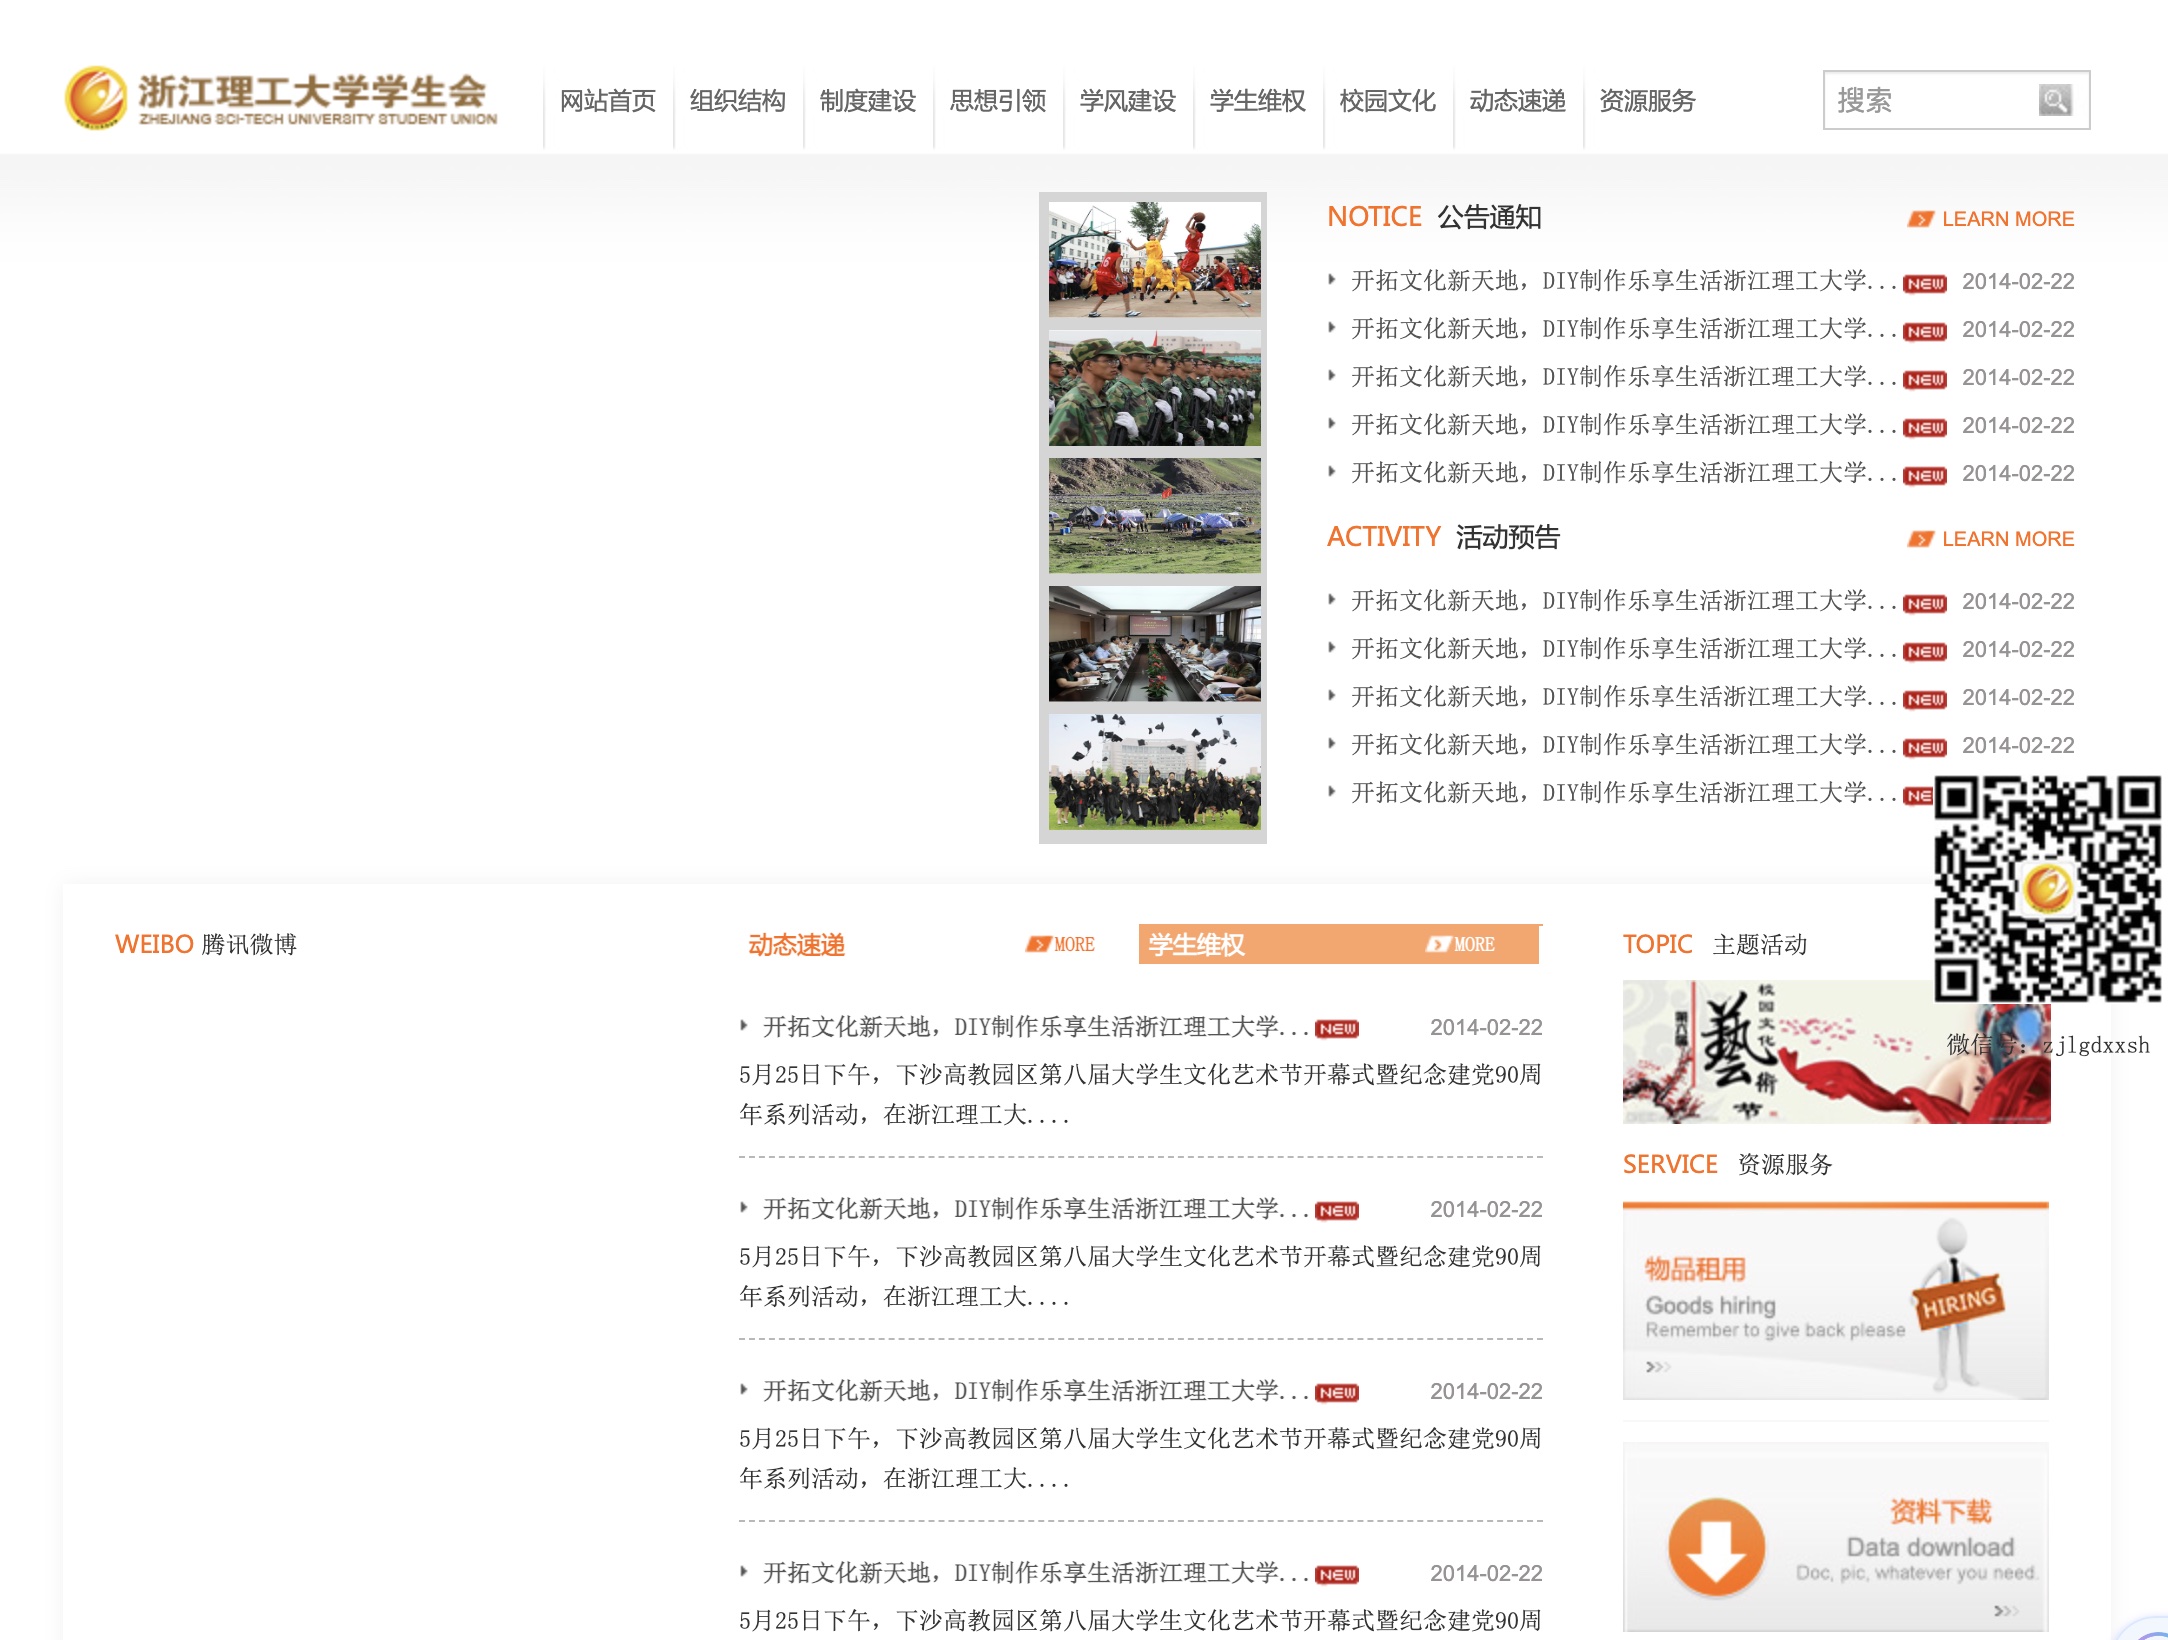 浙江理工大学学生会
ZHEJIANG SCI-TECH UNIVERSITY STUDENT UNION
网站首页 组织结构 制度建设 思想引领 学风建设 学生维权 校园文化 动态速递 资源服务
搜索
NOTICE 公告通知 LEARN MORE
开拓文化新天地，DIY制作乐享生活浙江理工大学... NEW 2014-02-22
开拓文化新天地，DIY制作乐享生活浙江理工大学... NEW 2014-02-22
开拓文化新天地，DIY制作乐享生活浙江理工大学... NEW 2014-02-22
开拓文化新天地，DIY制作乐享生活浙江理工大学... NEW 2014-02-22
开拓文化新天地，DIY制作乐享生活浙江理工大学... NEW 2014-02-22
ACTIVITY 活动预告 LEARN MORE
开拓文化新天地，DIY制作乐享生活浙江理工大学... NEW 2014-02-22
开拓文化新天地，DIY制作乐享生活浙江理工大学... NEW 2014-02-22
开拓文化新天地，DIY制作乐享生活浙江理工大学... NEW 2014-02-22
开拓文化新天地，DIY制作乐享生活浙江理工大学... NEW 2014-02-22
开拓文化新天地，DIY制作乐享生活浙江理工大学... NE
WEIBO 腾讯微博
动态速递 MORE 学生维权 MORE
开拓文化新天地，DIY制作乐享生活浙江理工大学... NEW 2014-02-22
5月25日下午，下沙高教园区第八届大学生文化艺术节开幕式暨纪念建党90周
年系列活动，在浙江理工大....
开拓文化新天地，DIY制作乐享生活浙江理工大学... NEW 2014-02-22
5月25日下午，下沙高教园区第八届大学生文化艺术节开幕式暨纪念建党90周
年系列活动，在浙江理工大....
开拓文化新天地，DIY制作乐享生活浙江理工大学... NEW 2014-02-22
5月25日下午，下沙高教园区第八届大学生文化艺术节开幕式暨纪念建党90周
年系列活动，在浙江理工大....
开拓文化新天地，DIY制作乐享生活浙江理工大学... NEW 2014-02-22
5月25日下午，下沙高教园区第八届大学生文化艺术节开幕式暨纪念建党90周
TOPIC 主题活动
校园文化
藝術节
微信号：zjlgdxxsh
SERVICE 资源服务
物品租用
Goods hiring
Remember to give back please
HIRING
资料下载
Data download
Doc, pic, whatever you need.